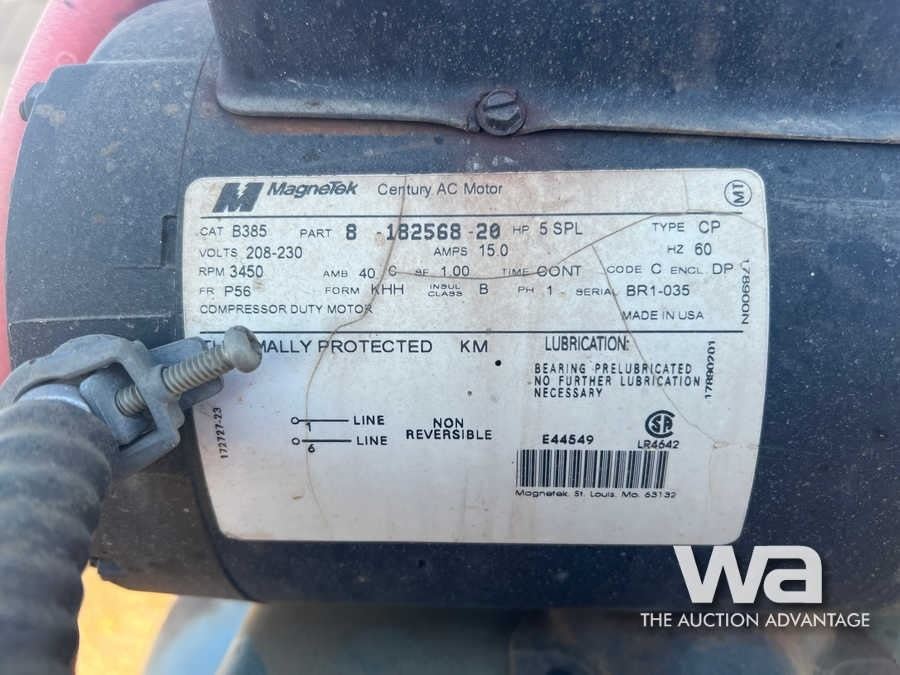 MagneTek Century AC Motor MT
CAT B385 PART 8 -182568 -20 HP 5 SPL TYPE CP
VOLTS 208-230 AMPS 15.0 HZ 60
RPM 3450 AMB 40 C SF 1.00 TIME CONT CODE C ENCL DP
FR P56 FORM KHH INSUL CLASS B PH 1 SERIAL BR1-035
COMPRESSOR DUTY MOTOR MADE IN USA
178900N
PROTECTED KM
LUBRICATION:
BEARING PRELUBRICATED
NO FURTHER LUBRICATION
NECESSARY
17890201
172727-23
1 LINE
6 LINE
NON
REVERSIBLE
E44549
SA
LR4642
Magnetek, St. Louis, Mo. 63132
wa
THE AUCTION ADVANTAGE